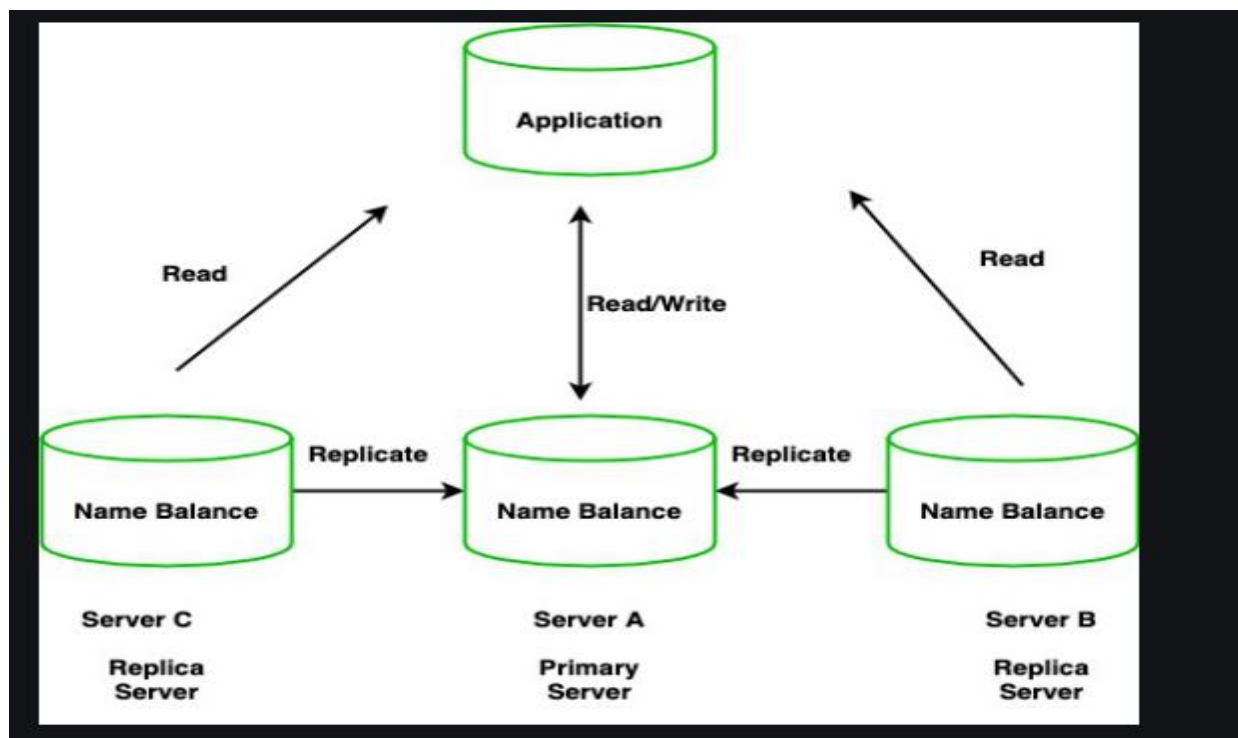 Application
Read
Read
Read/Write
Replicate
Replicate
Name Balance
Name Balance
Name Balance
Server C
Server A
Server B
Replica
Server
Primary
Server
Replica
Server